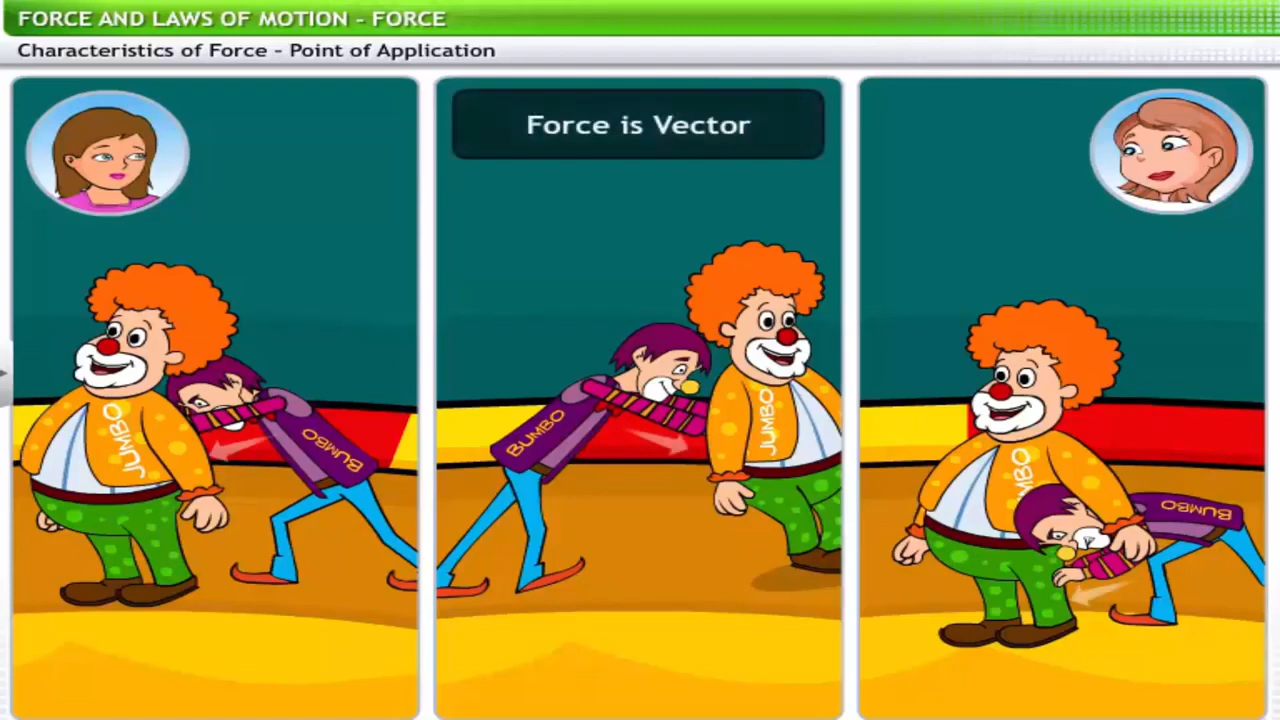 FORCE AND LAWS OF MOTION - FORCE
Characteristics of Force - Point of Application
Force is Vector
JUMBO
BUMBO
BUMBO
JUMBO
MBO
BUMBO